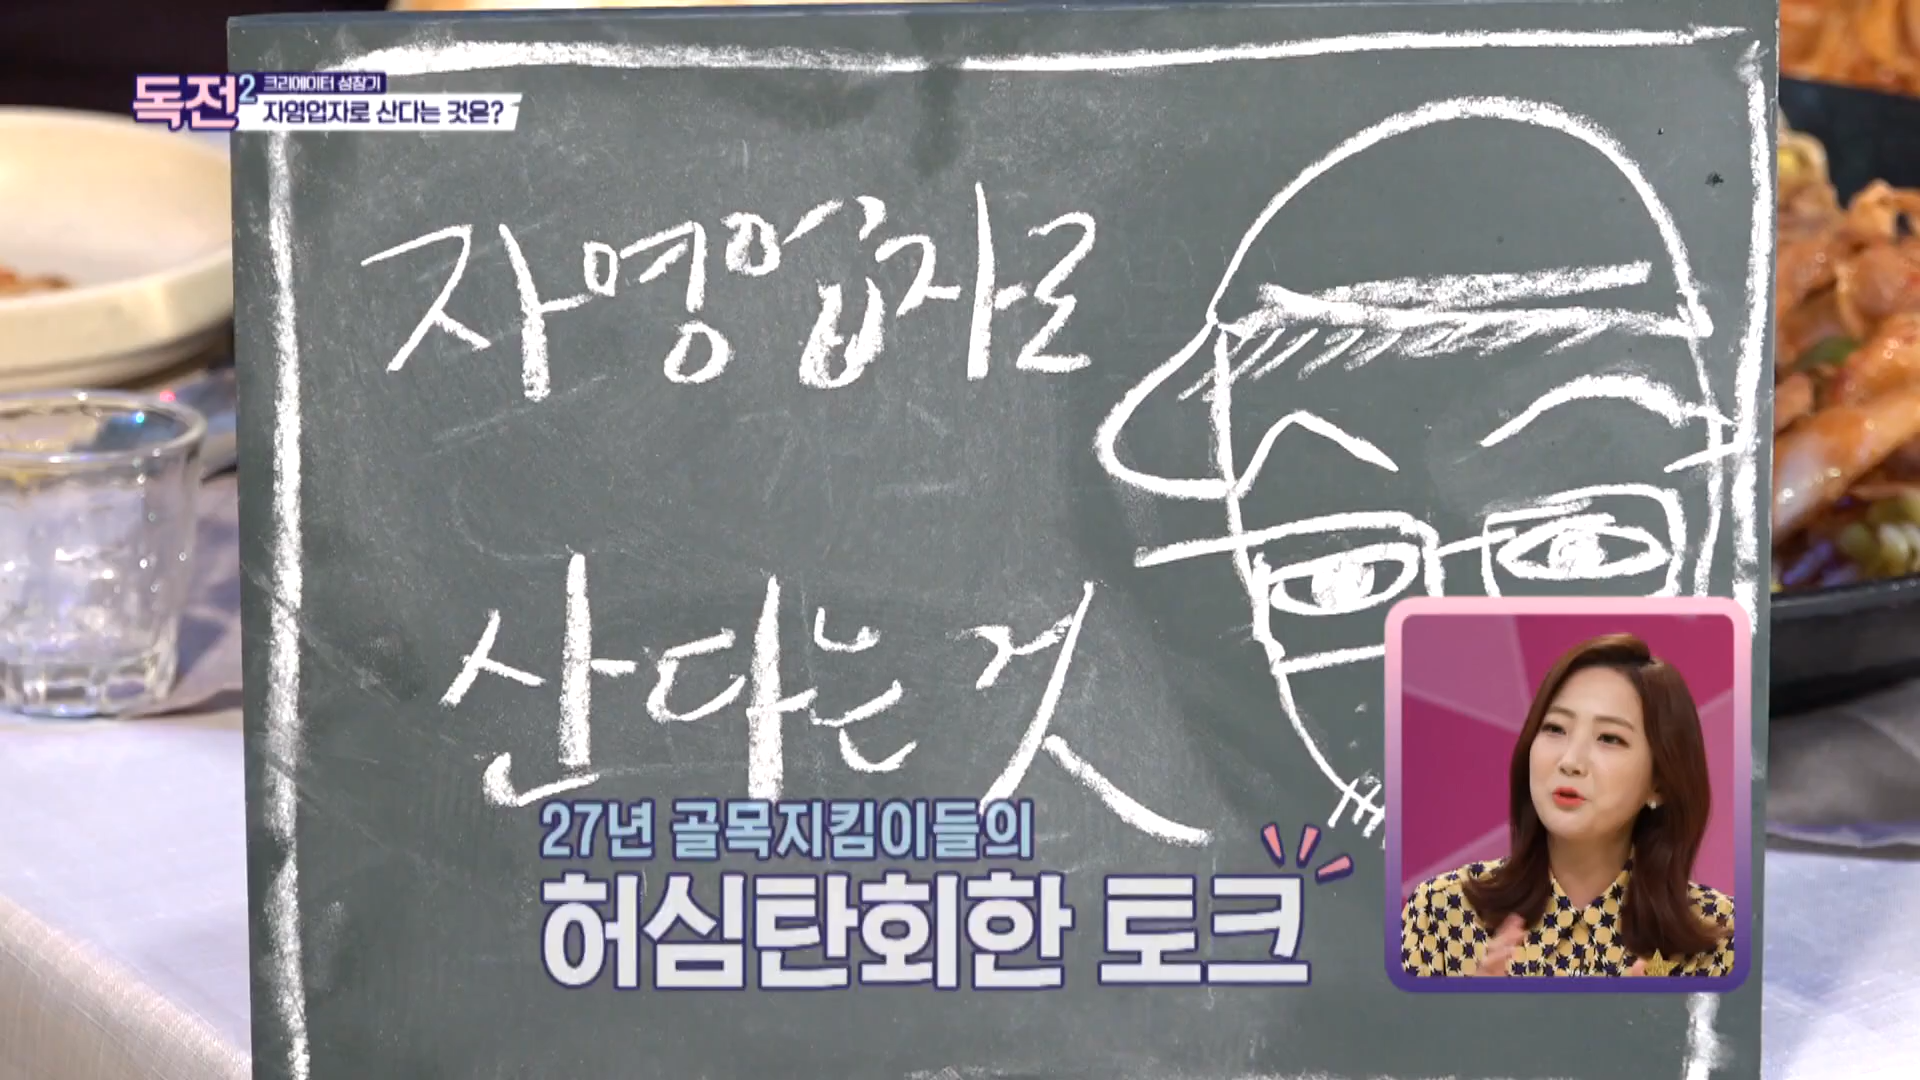 독전2
크리에이터 성장기
자영업자로 산다는 것은?
자영업자로
산다는 것
27년 골목지킴이들의
허심탄회한 토크